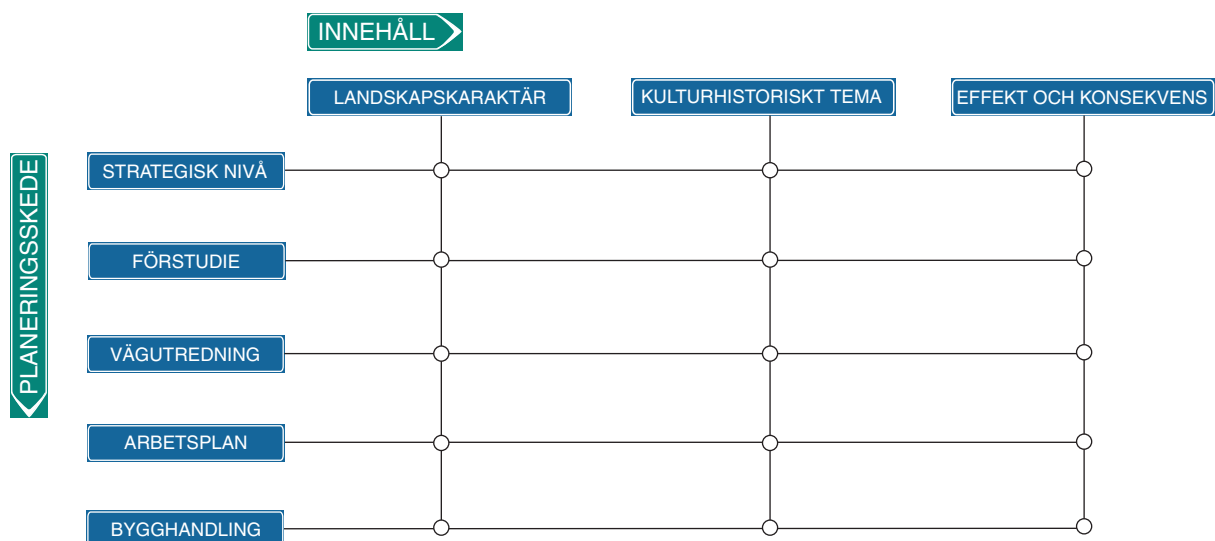 INNEHÅLL
LANDSKAPSKARAKTÄR
KULTURHISTORISKT TEMA
EFFEKT OCH KONSEKVENS
PLANERINGSSKEDE
STRATEGISK NIVÅ
FÖRSTUDIE
VÄGUTREDNING
ARBETSPLAN
BYGGHANDLING